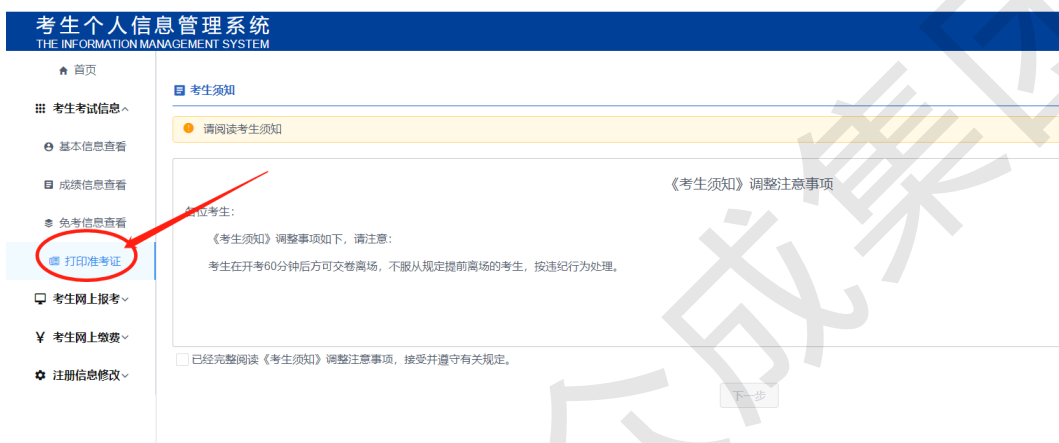 考生个人信息管理系统
THE INFORMATION MANAGEMENT SYSTEM
首页
考生考试信息
基本信息查看
成绩信息查看
免考信息查看
打印准考证
考生网上报考
考生网上缴费
注册信息修改
考生须知
请阅读考生须知
《考生须知》调整注意事项
各位考生：
《考生须知》调整事项如下，请注意：
考生在开考60分钟后方可交卷离场，不服从规定提前离场的考生，按违纪行为处理。
已经完整阅读《考生须知》调整注意事项，接受并遵守有关规定。
下一步
众成集团